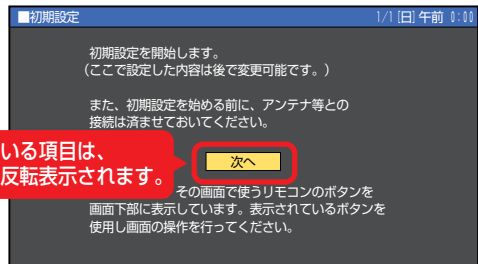 ■初期設定
1/1[日]午前 0:00
初期設定を開始します。
(ここで設定した内容は後で変更可能です。)
また、初期設定を始める前に、アンテナ等との
接続は済ませておいてください。
いる項目は、
反転表示されます。
次へ
その画面で使うリモコンのボタンを
画面下部に表示しています。表示されているボタンを
使用し画面の操作を行ってください。